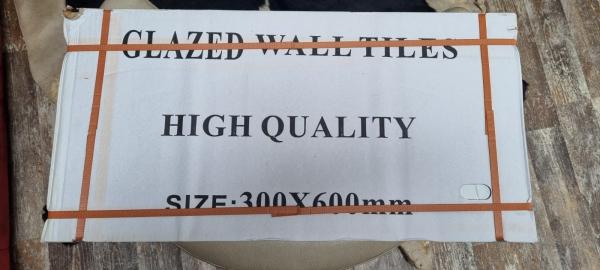 GLAZED WALL TILES
HIGH QUALITY
SIZE:300X600mm